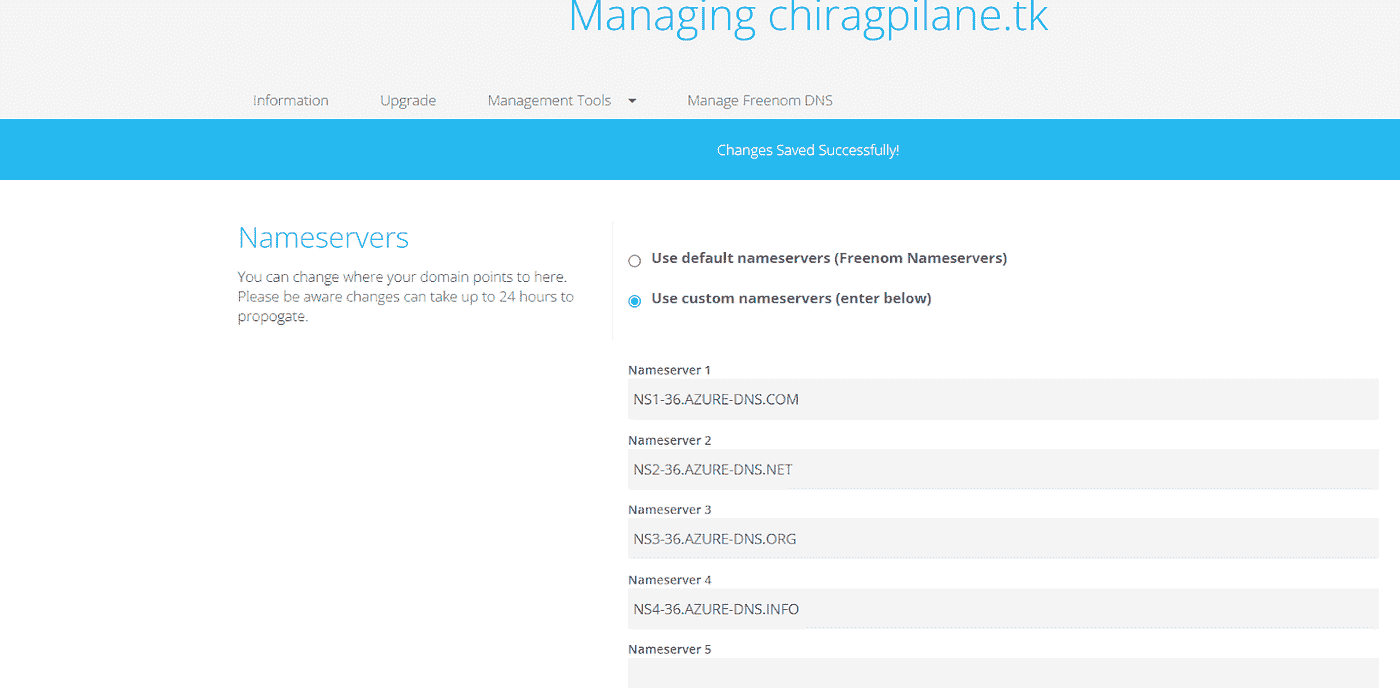 Managing chiragpilane.tk
Information Upgrade Management Tools Manage Freenom DNS
Changes Saved Successfully!
Nameservers
You can change where your domain points to here.
Please be aware changes can take up to 24 hours to
propogate.
Use default nameservers (Freenom Nameservers)
Use custom nameservers (enter below)
Nameserver 1
NS1-36.AZURE-DNS.COM
Nameserver 2
NS2-36.AZURE-DNS.NET
Nameserver 3
NS3-36.AZURE-DNS.ORG
Nameserver 4
NS4-36.AZURE-DNS.INFO
Nameserver 5